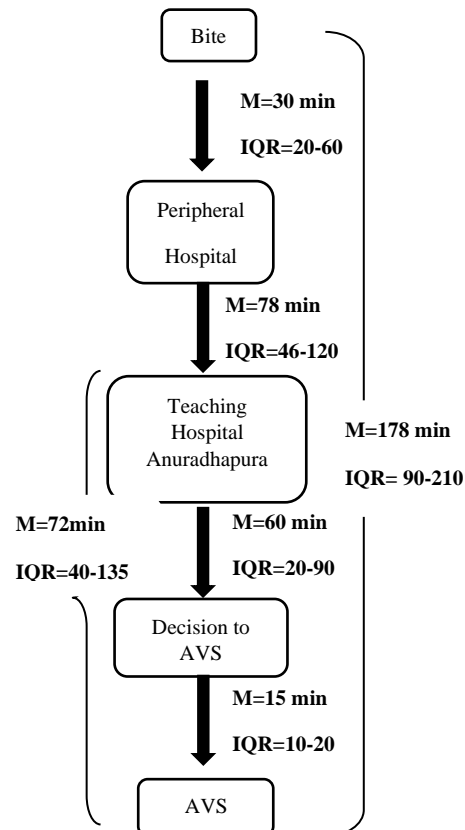 Bite
M=30 min
IQR=20-60
Peripheral
Hospital
M=78 min
IQR=46-120
Teaching
Hospital
Anuradhapura
M=178 min
IQR= 90-210
M=72min
IQR=40-135
M=60 min
IQR=20-90
Decision to
AVS
M=15 min
IQR=10-20
AVS